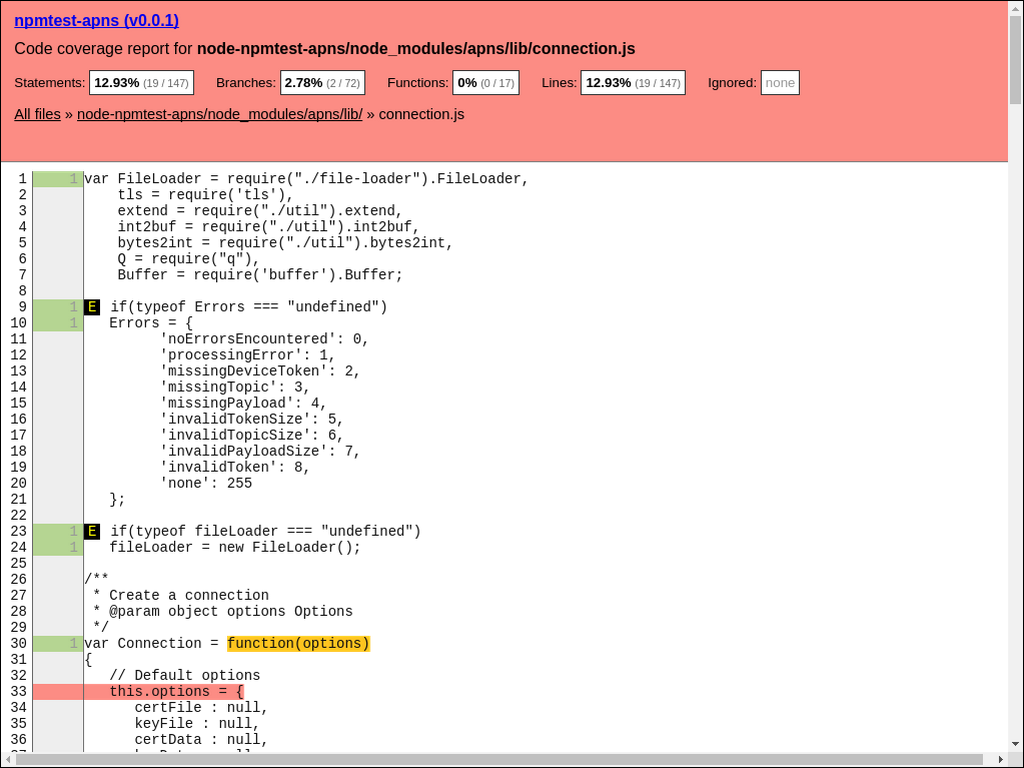 npmtest-apns (v0.0.1)
Code coverage report for node-npmtest-apns/node_modules/apns/lib/connection.js
Statements: 12.93% (19 / 147) Branches: 2.78% (2 / 72) Functions: 0% (0 / 17) Lines: 12.93% (19 / 147) Ignored: none
All files » node-npmtest-apns/node_modules/apns/lib/ » connection.js
1 1 var FileLoader = require("./file-loader").FileLoader,
2 tls = require('tls'),
3 extend = require("./util").extend,
4 int2buf = require("./util").int2buf,
5 bytes2int = require("./util").bytes2int,
6 Q = require("q"),
7 Buffer = require('buffer').Buffer;
8
9 1 E if(typeof Errors === "undefined")
10 1 Errors = {
11 'noErrorsEncountered': 0,
12 'processingError': 1,
13 'missingDeviceToken': 2,
14 'missingTopic': 3,
15 'missingPayload': 4,
16 'invalidTokenSize': 5,
17 'invalidTopicSize': 6,
18 'invalidPayloadSize': 7,
19 'invalidToken': 8,
20 'none': 255
21 };
22
23 1 E if(typeof fileLoader === "undefined")
24 1 fileLoader = new FileLoader();
25
26 /**
27 * Create a connection
28 * @param object options Options
29 */
30 1 var Connection = function(options)
31 {
32 // Default options
33 this.options = {
34 certFile : null,
35 keyFile : null,
36 certData : null,